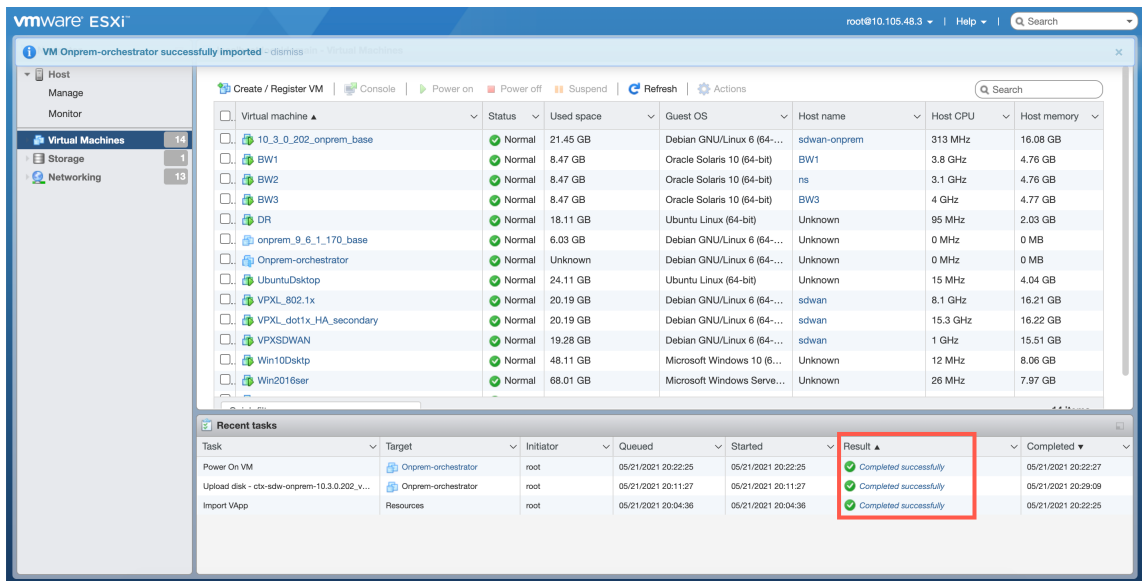 vmware ESXi™
root@10.105.48.3 | Help | Search
VM Onprem-orchestrator successfully imported - dismiss - Virtual Machines
Host
Manage
Monitor
Virtual Machines 14
Storage 1
Networking 13
Create / Register VM | Console | Power on Power off Suspend | Refresh | Actions Search
Virtual machine Status Used space Guest OS Host name Host CPU Host memory
10_3_0_202_onprem_base Normal 21.45 GB Debian GNU/Linux 6 (64-... sdwan-onprem 313 MHz 16.08 GB
BW1 Normal 8.47 GB Oracle Solaris 10 (64-bit) BW1 3.8 GHz 4.76 GB
BW2 Normal 8.47 GB Oracle Solaris 10 (64-bit) ns 3.1 GHz 4.76 GB
BW3 Normal 8.47 GB Oracle Solaris 10 (64-bit) BW3 4 GHz 4.77 GB
DR Normal 18.11 GB Ubuntu Linux (64-bit) Unknown 95 MHz 2.03 GB
onprem_9_6_1_170_base Normal 6.03 GB Debian GNU/Linux 6 (64-... Unknown 0 MHz 0 MB
Onprem-orchestrator Normal Unknown Debian GNU/Linux 6 (64-... Unknown 0 MHz 0 MB
UbuntuDsktop Normal 24.11 GB Ubuntu Linux (64-bit) Unknown 15 MHz 4.04 GB
VPXL_802.1x Normal 20.19 GB Debian GNU/Linux 6 (64-... sdwan 8.1 GHz 16.21 GB
VPXL_dot1x_HA_secondary Normal 20.19 GB Debian GNU/Linux 6 (64-... sdwan 15.3 GHz 16.22 GB
VPXSDWAN Normal 19.28 GB Debian GNU/Linux 6 (64-... sdwan 1 GHz 15.51 GB
Win10Dsktp Normal 48.11 GB Microsoft Windows 10 (6... Unknown 12 MHz 8.06 GB
Win2016ser Normal 68.01 GB Microsoft Windows Serve... Unknown 26 MHz 7.97 GB
Recent tasks
Task Target Initiator Queued Started Result Completed
Power On VM Onprem-orchestrator root 05/21/2021 20:22:25 05/21/2021 20:22:25 Completed successfully 05/21/2021 20:22:27
Upload disk - ctx-sdw-onprem-10.3.0.202_v... Onprem-orchestrator root 05/21/2021 20:11:27 05/21/2021 20:11:27 Completed successfully 05/21/2021 20:29:09
Import VApp Resources root 05/21/2021 20:04:36 05/21/2021 20:04:36 Completed successfully 05/21/2021 20:22:25